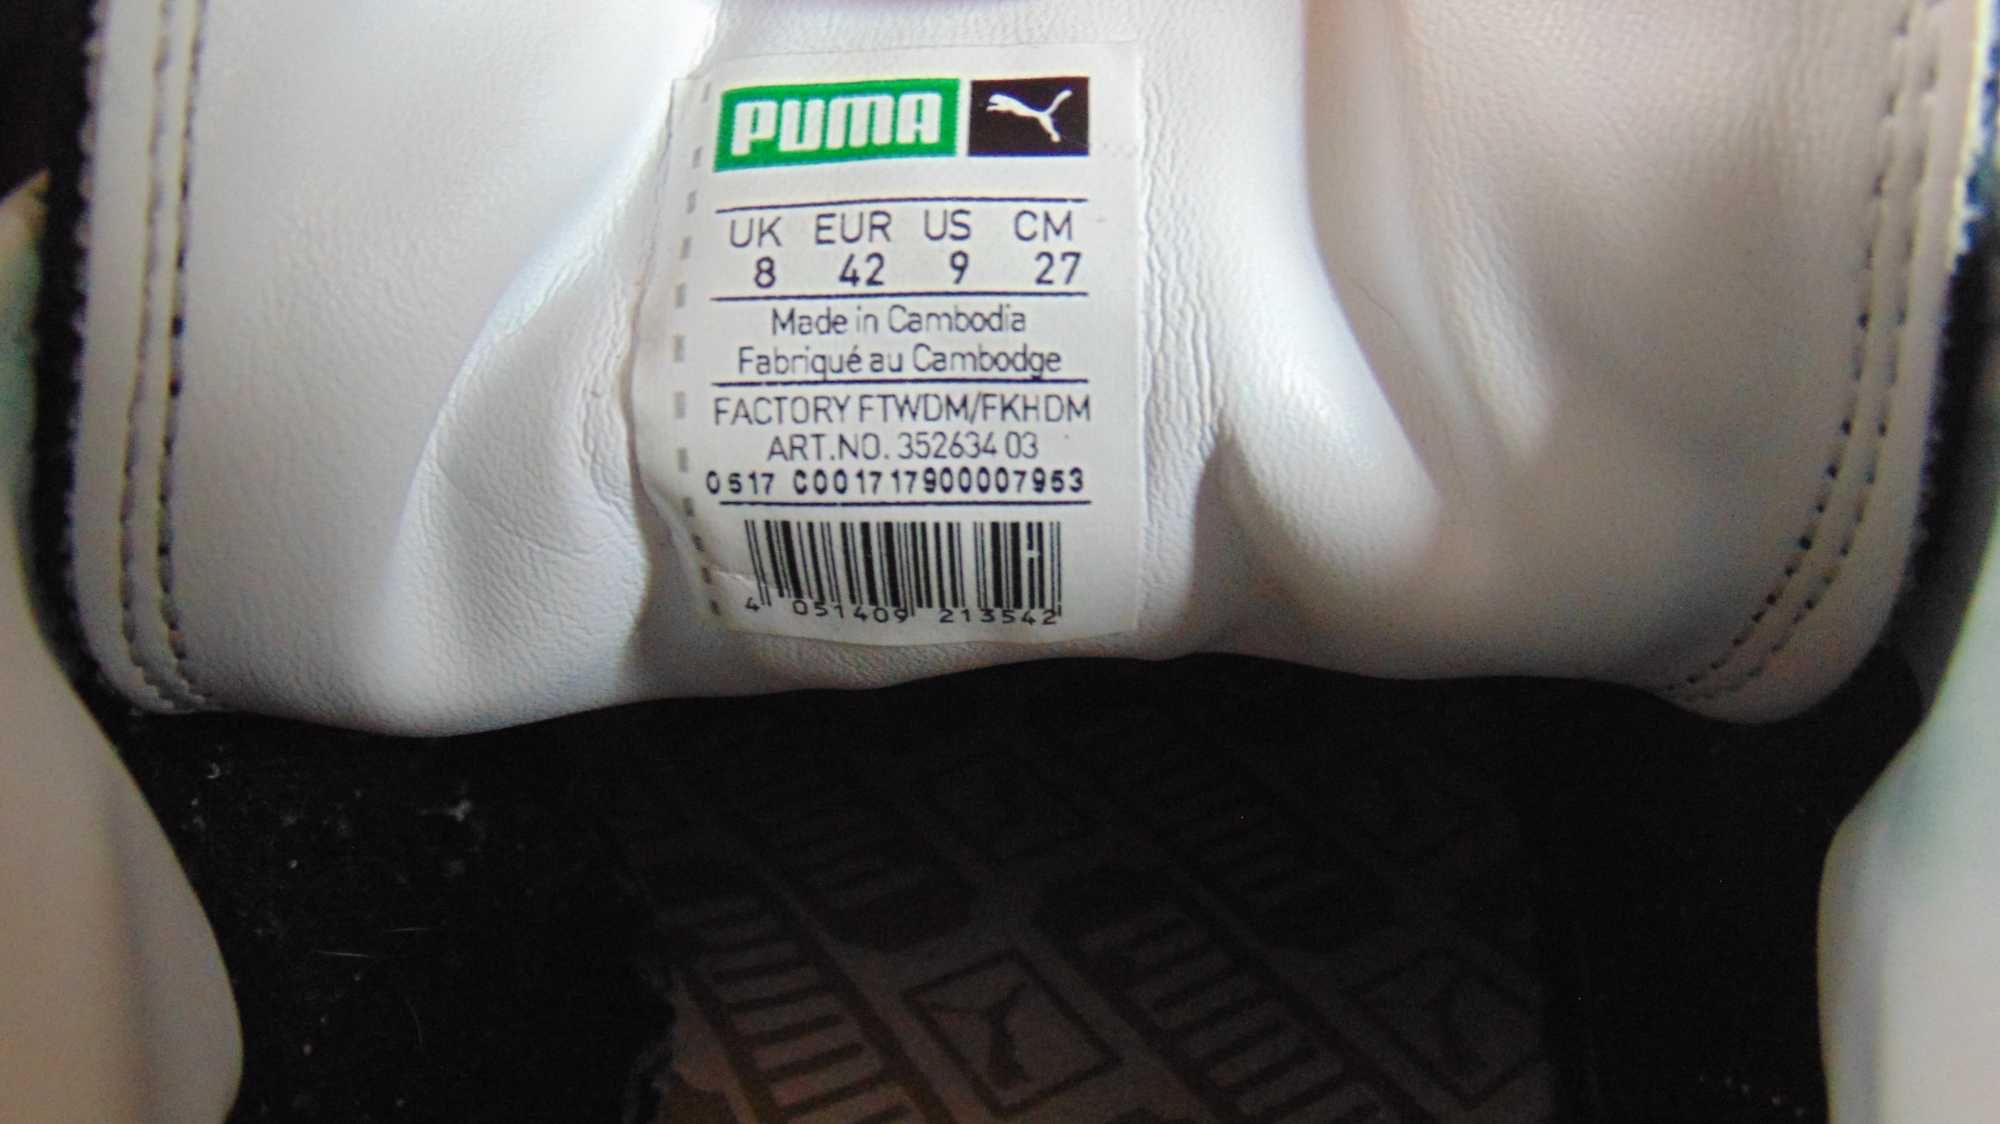 PUMA
UK EUR US CM
8 42 9 27
Made in Cambodia
Fabriqué au Cambodge
FACTORY FTWDM/FKHDM
ART.NO. 352634 03
0517 C001717900007953
4 051409 213542